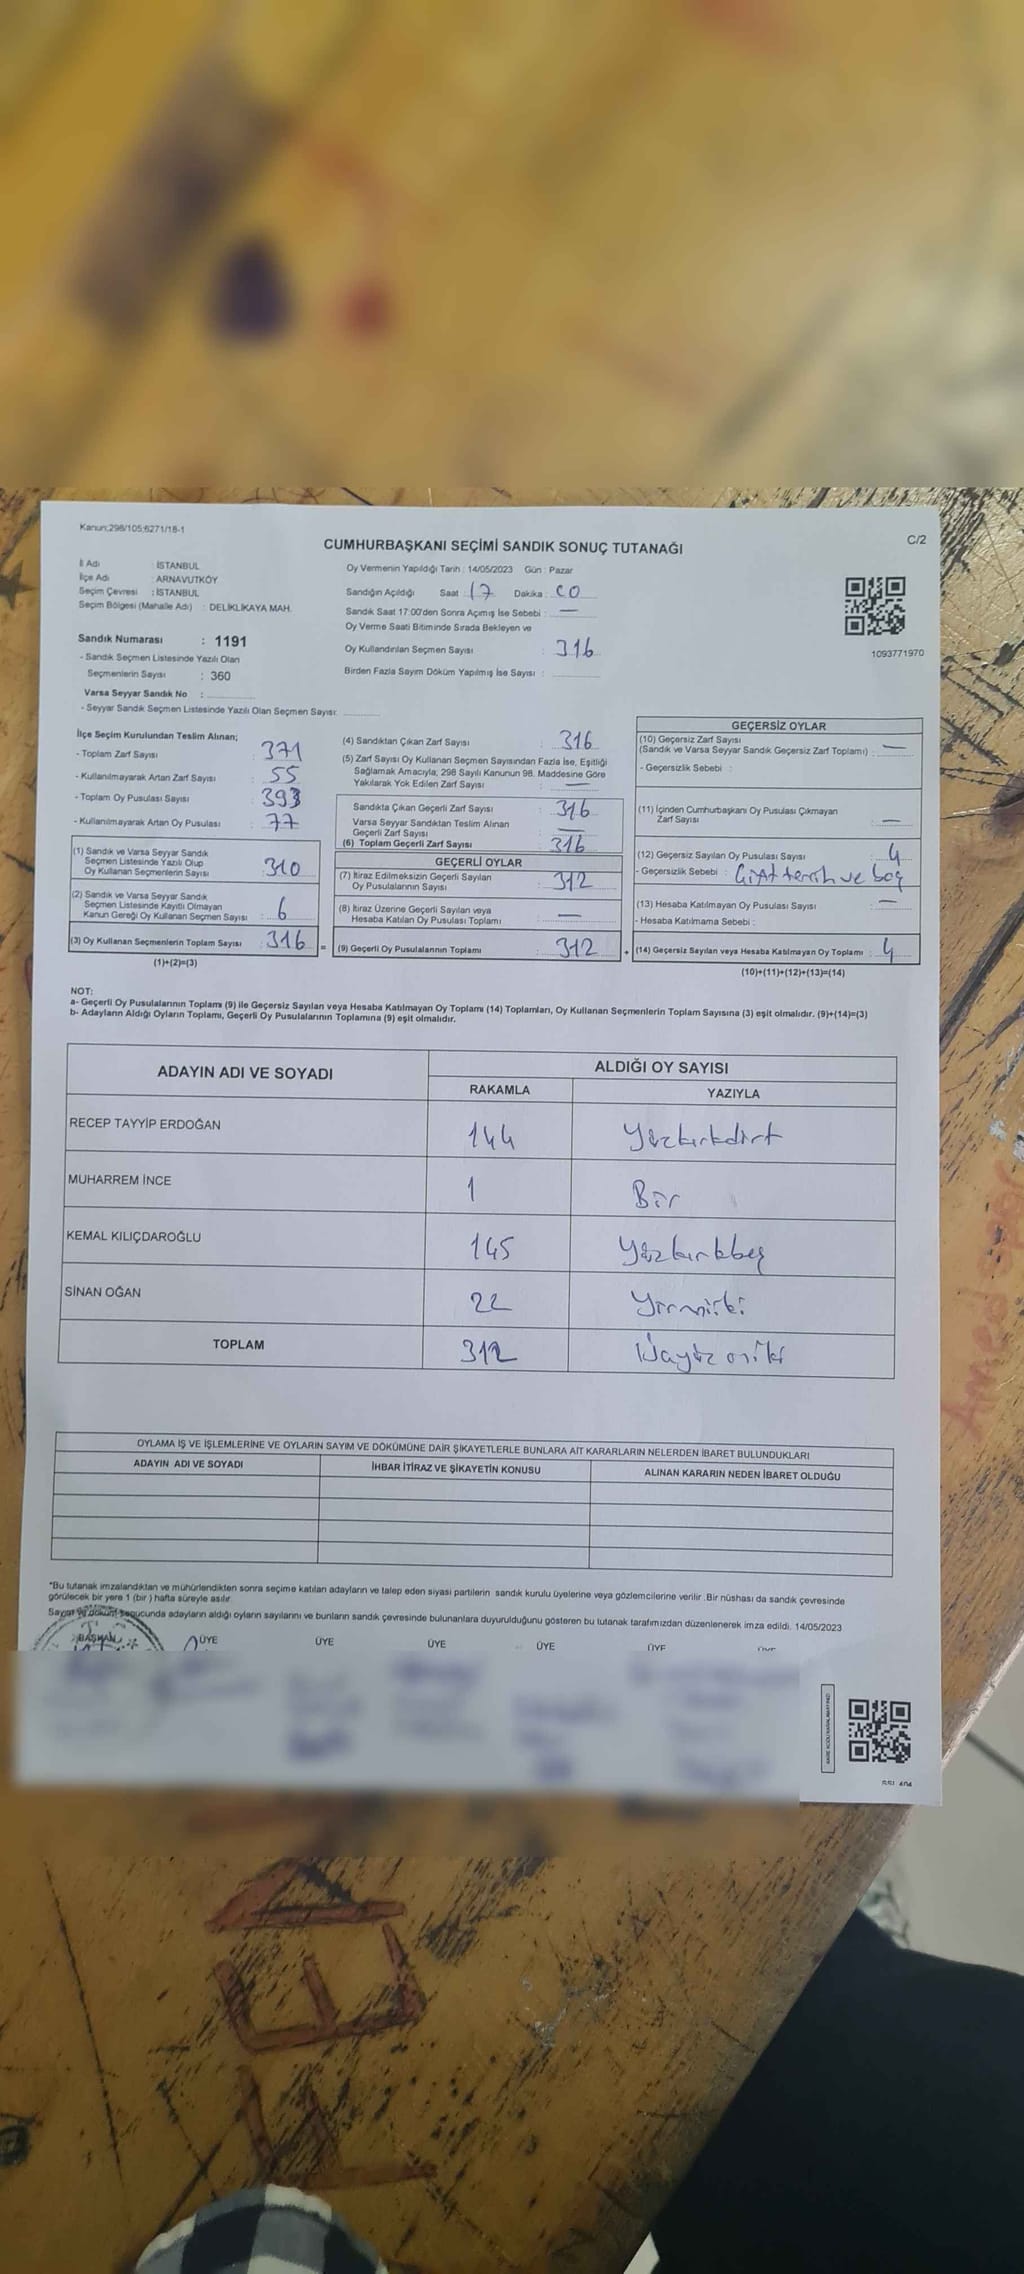 Kanun:298/105;6271/18-1
C/2
CUMHURBAŞKANI SEÇİMİ SANDIK SONUÇ TUTANAĞI
İl Adı : İSTANBUL
İlçe Adı : ARNAVUTKÖY
Seçim Çevresi : İSTANBUL
Seçim Bölgesi (Mahalle Adı) : DELİKLİKAYA MAH.
Sandık Numarası : 1191
- Sandık Seçmen Listesinde Yazılı Olan
Seçmenlerin Sayısı : 360
Varsa Seyyar Sandık No :
- Seyyar Sandık Seçmen Listesinde Yazılı Olan Seçmen Sayısı:
Oy Vermenin Yapıldığı Tarih : 14/05/2023 Gün : Pazar
Sandığın Açıldığı Saat : 17 Dakika : 00
Sandık Saat 17:00'den Sonra Açımış İse Sebebi : —
Oy Verme Saati Bitiminde Sırada Bekleyen ve
Oy Kullandırılan Seçmen Sayısı : 316
Birden Fazla Sayım Döküm Yapılmış İse Sayısı :
1093771970
İlçe Seçim Kurulundan Teslim Alınan;
- Toplam Zarf Sayısı : 371
- Kullanılmayarak Artan Zarf Sayısı : 55
- Toplam Oy Pusulası Sayısı : 393
- Kullanılmayarak Artan Oy Pusulası : 77
(1) Sandık ve Varsa Seyyar Sandık
Seçmen Listesinde Yazılı Olup
Oy Kullanan Seçmenlerin Sayısı : 310
(2) Sandık ve Varsa Seyyar Sandık
Seçmen Listesinde Kayıtlı Olmayan
Kanun Gereği Oy Kullanan Seçmen Sayısı : 6
(3) Oy Kullanan Seçmenlerin Toplam Sayısı : 316 =
(1)+(2)=(3)
(4) Sandıktan Çıkan Zarf Sayısı : 316
(5) Zarf Sayısı Oy Kullanan Seçmen Sayısından Fazla İse, Eşitliği
Sağlamak Amacıyla, 298 Sayılı Kanunun 98. Maddesine Göre
Yakılarak Yok Edilen Zarf Sayısı : —
Sandıkta Çıkan Geçerli Zarf Sayısı : 316
Varsa Seyyar Sandıktan Teslim Alınan
Geçerli Zarf Sayısı : —
(6) Toplam Geçerli Zarf Sayısı : 316
GEÇERLİ OYLAR
(7) İtiraz Edilmeksizin Geçerli Sayılan
Oy Pusulalarının Sayısı : 312
(8) İtiraz Üzerine Geçerli Sayılan veya
Hesaba Katılan Oy Pusulası Toplamı : —
(9) Geçerli Oy Pusulalarının Toplamı : 312 +
GEÇERSİZ OYLAR
(10) Geçersiz Zarf Sayısı
(Sandık ve Varsa Seyyar Sandık Geçersiz Zarf Toplamı) : —
- Geçersizlik Sebebi :
(11) İçinden Cumhurbaşkanı Oy Pusulası Çıkmayan
Zarf Sayısı : —
(12) Geçersiz Sayılan Oy Pusulası Sayısı : 4
- Geçersizlik Sebebi : Çift tercih ve boş
(13) Hesaba Katılmayan Oy Pusulası Sayısı : —
- Hesaba Katılmama Sebebi :
(14) Geçersiz Sayılan veya Hesaba Katılmayan Oy Toplamı : 4
(10)+(11)+(12)+(13)=(14)
NOT:
a- Geçerli Oy Pusulalarının Toplamı (9) ile Geçersiz Sayılan veya Hesaba Katılmayan Oy Toplamı (14) Toplamları, Oy Kullanan Seçmenlerin Toplam Sayısına (3) eşit olmalıdır. (9)+(14)=(3)
b- Adayların Aldığı Oyların Toplamı, Geçerli Oy Pusulalarının Toplamına (9) eşit olmalıdır.
ADAYIN ADI VE SOYADI ALDIĞI OY SAYISI
RAKAMLA YAZIYLA
RECEP TAYYİP ERDOĞAN 144 Yüzkırkdört
MUHARREM İNCE 1 Bir
KEMAL KILIÇDAROĞLU 145 Yüzkırkbeş
SİNAN OĞAN 22 Yirmiiki
TOPLAM 312 Üçyüz oniki
OYLAMA İŞ VE İŞLEMLERİNE VE OYLARIN SAYIM VE DÖKÜMÜNE DAİR ŞİKAYETLERLE BUNLARA AİT KARARLARIN NELERDEN İBARET BULUNDUKLARI
ADAYIN ADI VE SOYADI İHBAR İTİRAZ VE ŞİKAYETİN KONUSU ALINAN KARARIN NEDEN İBARET OLDUĞU
"Bu tutanak imzalandıktan ve mühürlendikten sonra seçime katılan adayların ve talep eden siyasi partilerin sandık kurulu üyelerine veya gözlemcilerine verilir. Bir nüshası da sandık çevresinde
görülecek bir yere 1 (bir) hafta süreyle asılır.
Sayım ve döküm sonucunda adayların aldığı oyların sayılarını ve bunların sandık çevresinde bulunanlara duyurulduğunu gösteren bu tutanak tarafımızdan düzenlenerek imza edildi. 14/05/2023
BAŞKAN ÜYE ÜYE ÜYE ÜYE ÜYE ÜYE
Amed